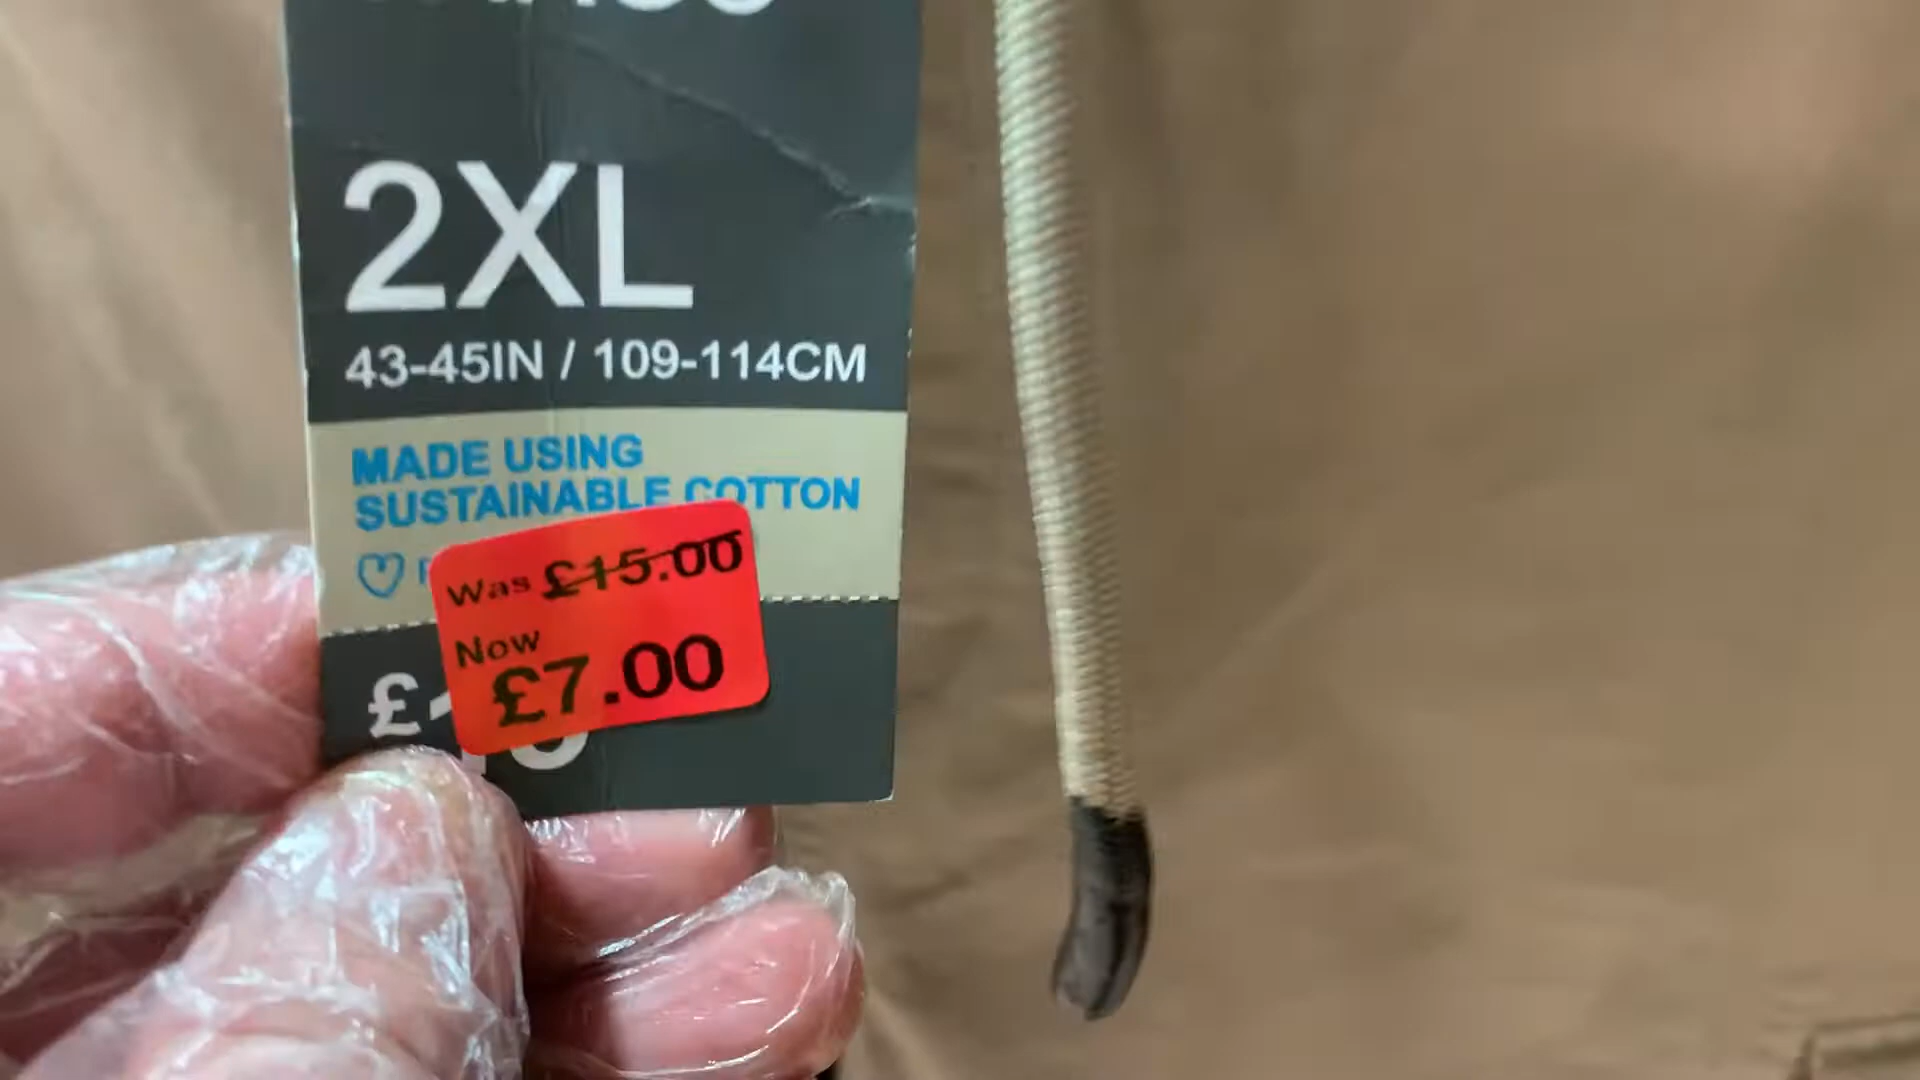 2XL
43-45IN / 109-114CM
MADE USING
SUSTAINABLE COTTON
Was £15.00
Now
£7.00
£